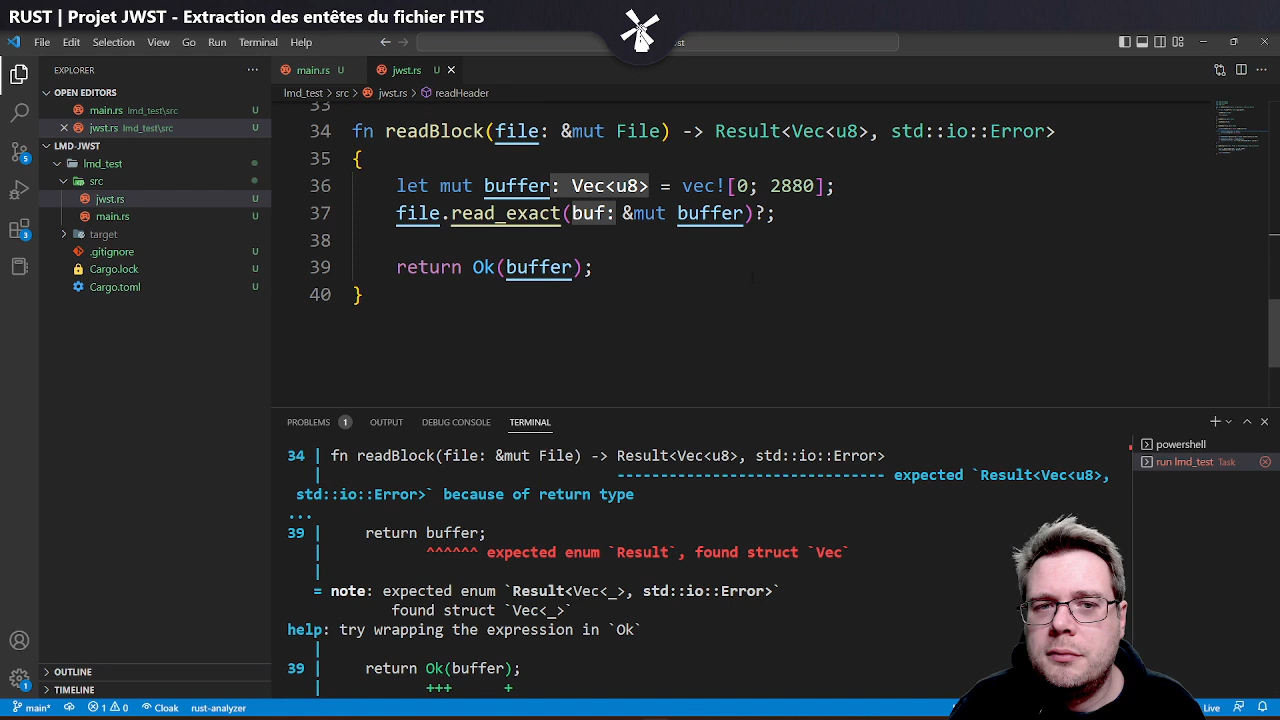 RUST | Projet JWST - Extraction des entêtes du fichier FITS
File Edit Selection View Go Run Terminal Help
st
EXPLORER
OPEN EDITORS
main.rs lmd_test\src U
jwst.rs lmd_test\src U
LMD-JWST
lmd_test
src
jwst.rs U
main.rs U
target
.gitignore U
Cargo.lock U
Cargo.toml U
OUTLINE
TIMELINE
5
3
1
main.rs U jwst.rs U
lmd_test > src > jwst.rs > readHeader
33
34 fn readBlock(file: &mut File) -> Result<Vec<u8>, std::io::Error>
35 {
36 let mut buffer: Vec<u8> = vec![0; 2880];
37 file.read_exact(buf: &mut buffer)?;
38
39 return Ok(buffer);
40 }
PROBLEMS 1 OUTPUT DEBUG CONSOLE TERMINAL
powershell
run lmd_test Task
34 | fn readBlock(file: &mut File) -> Result<Vec<u8>, std::io::Error>
| ----------------------------- expected `Result<Vec<u8>,
std::io::Error>` because of return type
...
39 | return buffer;
| ^^^^^^ expected enum `Result`, found struct `Vec`
|
= note: expected enum `Result<Vec<_>, std::io::Error>`
found struct `Vec<_>`
help: try wrapping the expression in `Ok`
|
39 | return Ok(buffer);
| +++ +
main* 1 0 Cloak rust-analyzer
Live